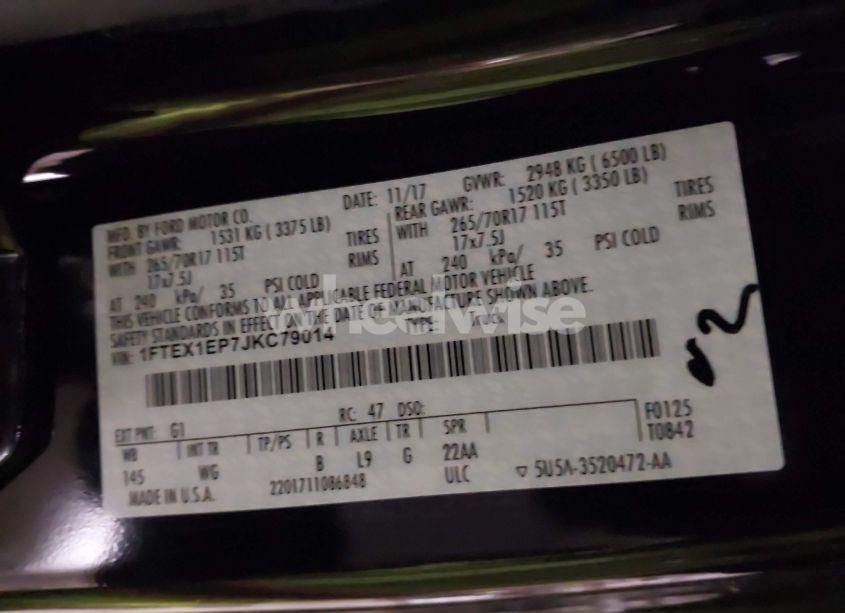 MFD. BY FORD MOTOR CO. DATE: 11/17 GVWR: 2948 KG ( 6500 LB)
FRONT GAWR: 1531 KG ( 3375 LB) REAR GAWR: 1520 KG ( 3350 LB)
WITH 265/70R17 115T TIRES WITH 265/70R17 115T TIRES
17x7.5J RIMS 17x7.5J RIMS
AT 240 kPa/ 35 PSI COLD AT 240 kPa/ 35 PSI COLD
THIS VEHICLE CONFORMS TO ALL APPLICABLE FEDERAL MOTOR VEHICLE
SAFETY STANDARDS IN EFFECT ON THE DATE OF MANUFACTURE SHOWN ABOVE.
VIN: 1FTEX1EP7JKC79014 TYPE: Truck
wheelwise
EXT PNT: G1 RC: 47 DSO: F0125
WB INT TR TP/PS R AXLE TR SPR T0842
145 WG B L9 G 22AA
MADE IN U.S.A. 2201711086848 ULC ▽ 5U5A-3520472-AA